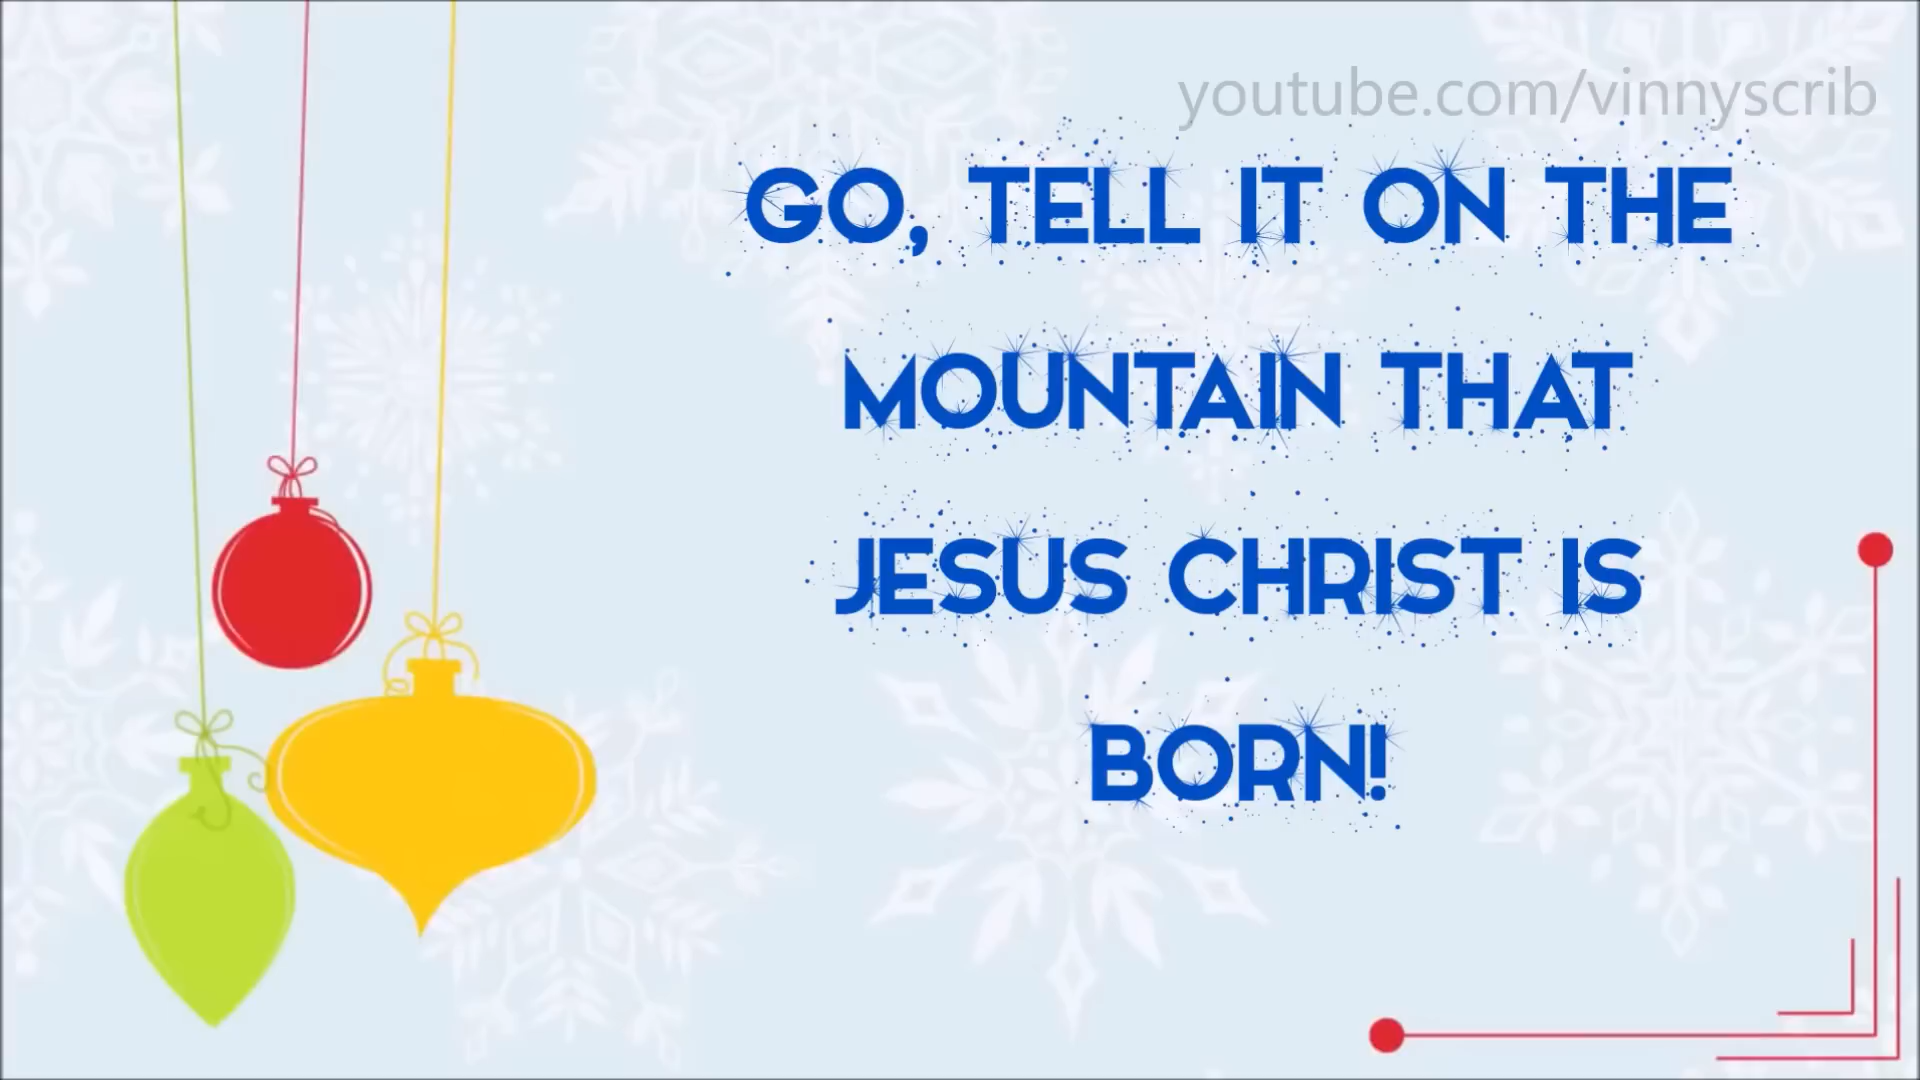 youtube.com/vinnyscrib
GO, TELL IT ON THE
MOUNTAIN THAT
JESUS CHRIST IS
BORN!